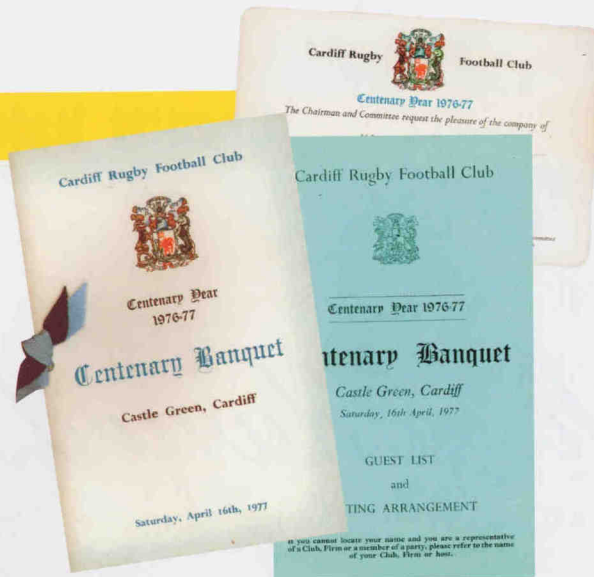 Cardiff Rugby Football Club
Centenary Year 1976-77
The Chairman and Committee request the pleasure of the company of
Cardiff Rugby Football Club
Centenary Year
1976-77
Centenary Banquet
Castle Green, Cardiff
Saturday, April 16th, 1977
Cardiff Rugby Football Club
Centenary Year 1976-77
ntenary Banquet
Castle Green, Cardiff
Saturday, 16th April, 1977
GUEST LIST
and
TING ARRANGEMENT
If you cannot locate your name and you are a representative
of a Club, Firm or a member of a party, please refer to the name
of your Club, Firm or host.